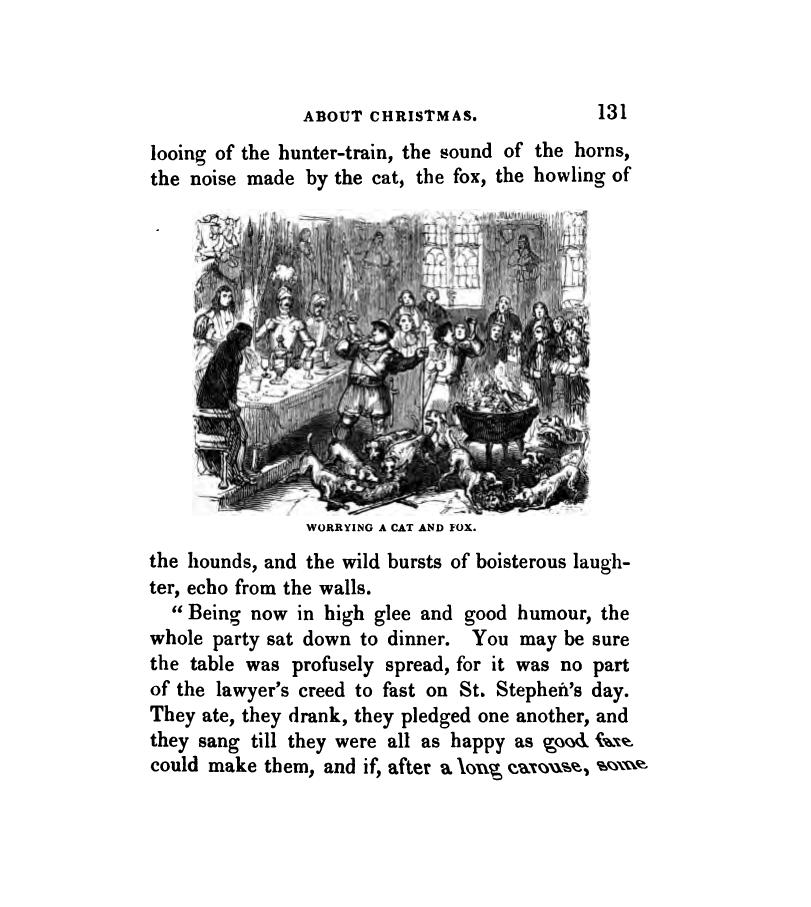 ABOUT CHRISTMAS. 131
looing of the hunter-train, the sound of the horns,
the noise made by the cat, the fox, the howling of
WORRYING A CAT AND FOX.
the hounds, and the wild bursts of boisterous laugh-
ter, echo from the walls.
“ Being now in high glee and good humour, the
whole party sat down to dinner. You may be sure
the table was profusely spread, for it was no part
of the lawyer's creed to fast on St. Stephen's day.
They ate, they drank, they pledged one another, and
they sang till they were all as happy as good fare
could make them, and if, after a long carouse, some